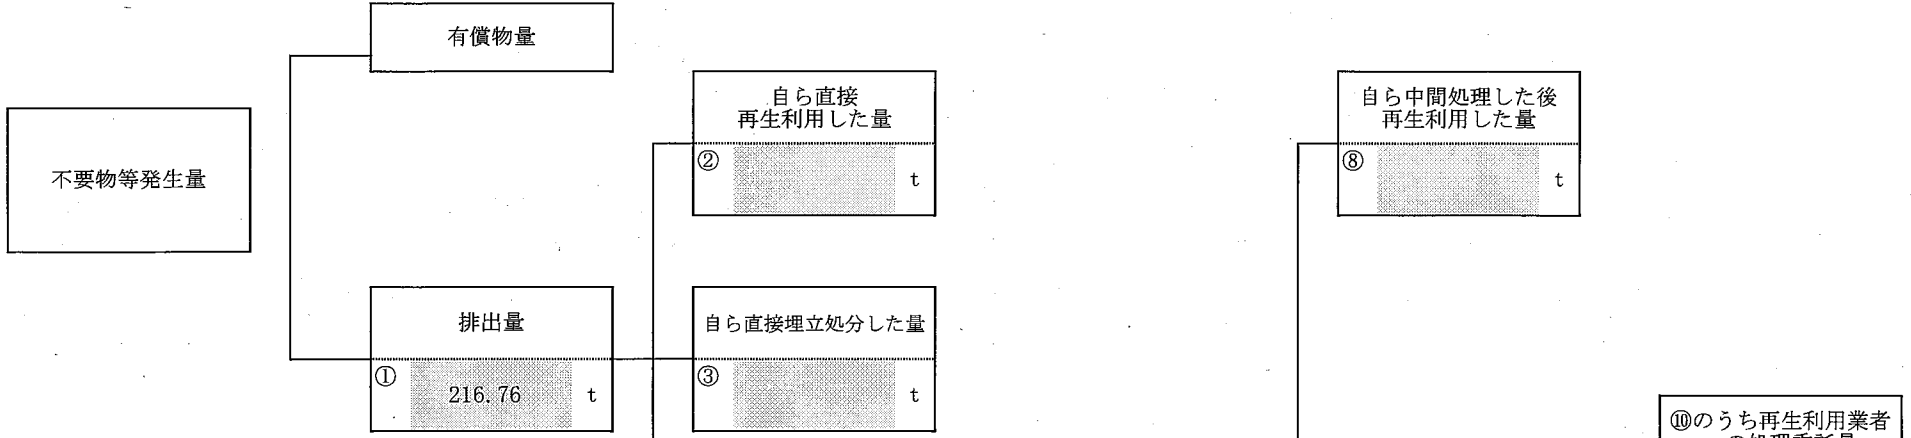 有償物量
不要物等発生量
排出量
① 216.76 t
自ら直接
再生利用した量
② t
自ら直接埋立処分した量
③ t
自ら中間処理した後
再生利用した量
⑧ t
⑩のうち再生利用業者